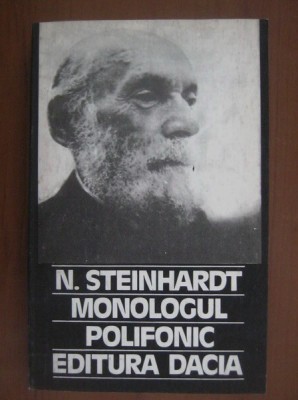 N. STEINHARDT
MONOLOGUL
POLIFONIC
EDITURA DACIA